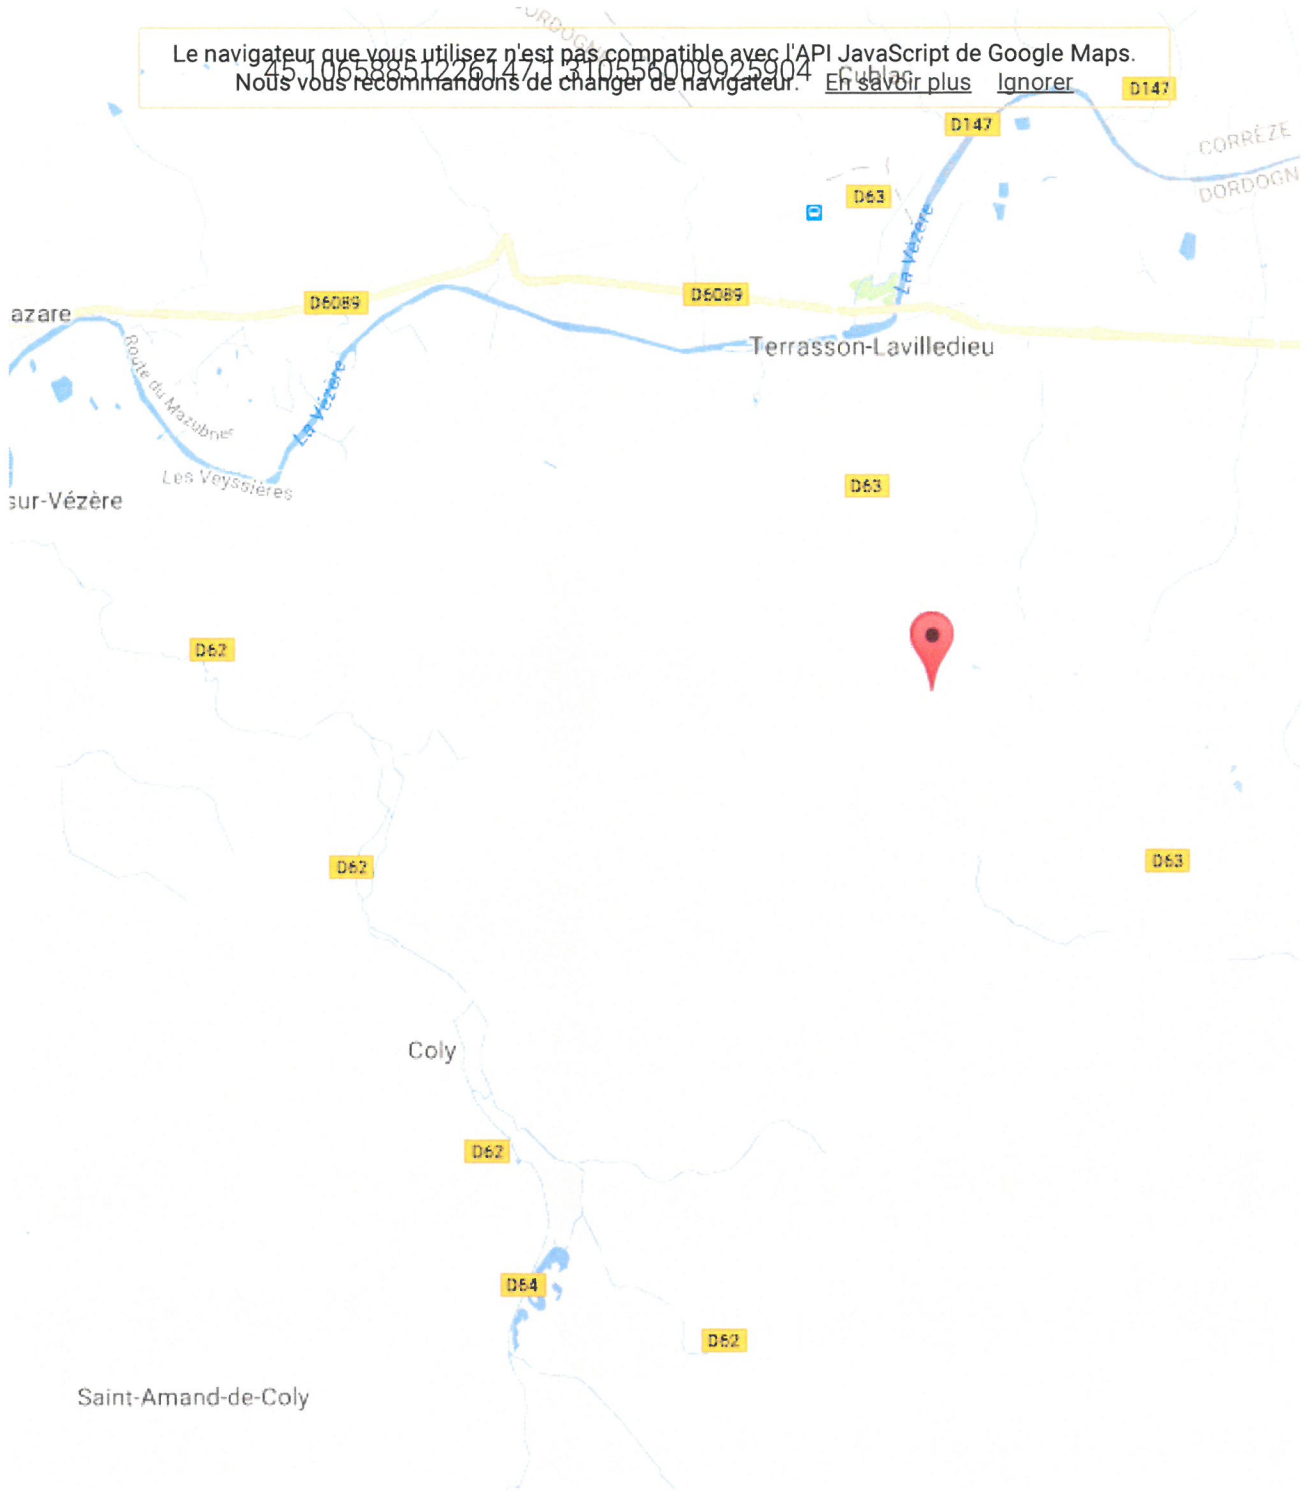 DORDOGNE
Le navigateur que vous utilisez n'est pas compatible avec l'API JavaScript de Google Maps.
45.10658851226147,1.310556009925904
Cublac
Nous vous recommandons de changer de navigateur. En savoir plus Ignorer
D147
D147
CORRÈZE
DORDOGN
D63
La Vézère
D6089
D6089
azare
Terrasson-Lavilledieu
Route du Mazubrier
La Vézère
Les Veyssières
D63
sur-Vézère
D62
D62
D63
Coly
D62
D64
D62
Saint-Amand-de-Coly